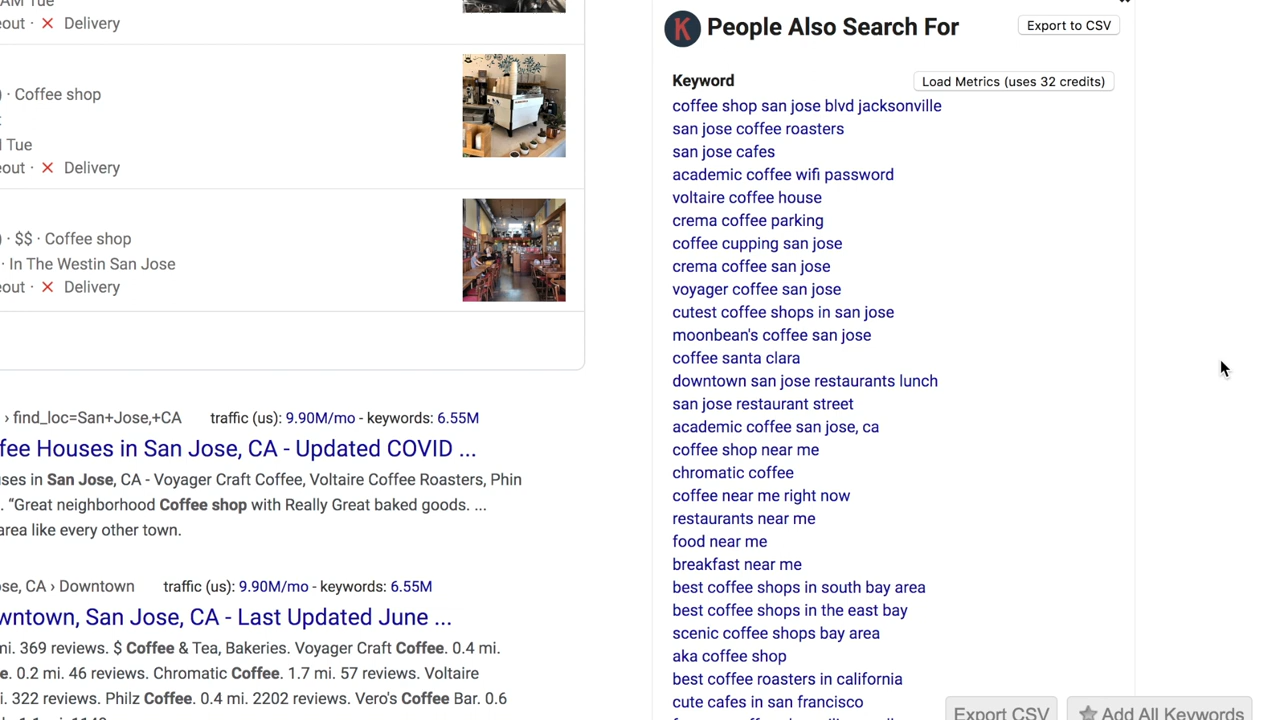 AM Tue
eout · ✕ Delivery
) · Coffee shop
l Tue
eout · ✕ Delivery
) · $$ · Coffee shop
· In The Westin San Jose
eout · ✕ Delivery
› find_loc=San+Jose,+CA traffic (us): 9.90M/mo - keywords: 6.55M
fee Houses in San Jose, CA - Updated COVID ...
uses in San Jose, CA - Voyager Craft Coffee, Voltaire Coffee Roasters, Phin
. “Great neighborhood Coffee shop with Really Great baked goods. ...
area like every other town.
ose, CA › Downtown traffic (us): 9.90M/mo - keywords: 6.55M
wntown, San Jose, CA - Last Updated June ...
mi. 369 reviews. $ Coffee & Tea, Bakeries. Voyager Craft Coffee. 0.4 mi.
e. 0.2 mi. 46 reviews. Chromatic Coffee. 1.7 mi. 57 reviews. Voltaire
i. 322 reviews. Philz Coffee. 0.4 mi. 2202 reviews. Vero's Coffee Bar. 0.6
K People Also Search For
Export to CSV
Keyword
Load Metrics (uses 32 credits)
coffee shop san jose blvd jacksonville
san jose coffee roasters
san jose cafes
academic coffee wifi password
voltaire coffee house
crema coffee parking
coffee cupping san jose
crema coffee san jose
voyager coffee san jose
cutest coffee shops in san jose
moonbean's coffee san jose
coffee santa clara
downtown san jose restaurants lunch
san jose restaurant street
academic coffee san jose, ca
coffee shop near me
chromatic coffee
coffee near me right now
restaurants near me
food near me
breakfast near me
best coffee shops in south bay area
best coffee shops in the east bay
scenic coffee shops bay area
aka coffee shop
best coffee roasters in california
cute cafes in san francisco
Export CSV
★ Add All Keywords